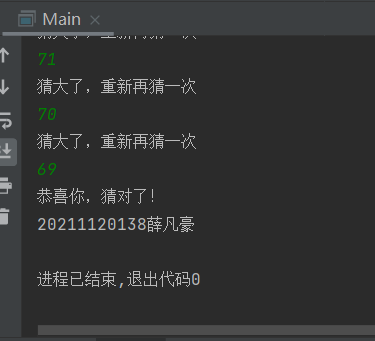 Main
71
猜大了，重新再猜一次
70
猜大了，重新再猜一次
69
恭喜你，猜对了！
20211120138薛凡豪
进程已结束,退出代码0